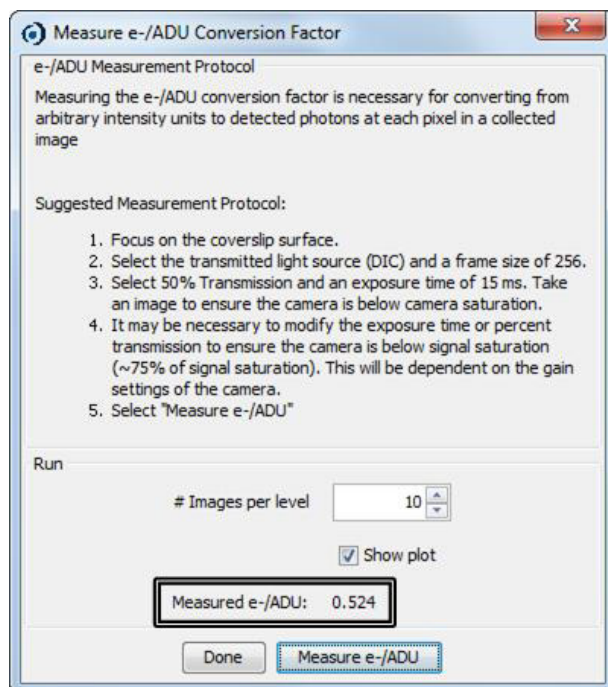 Measure e-/ADU Conversion Factor
e-/ADU Measurement Protocol
Measuring the e-/ADU conversion factor is necessary for converting from
arbitrary intensity units to detected photons at each pixel in a collected
image
Suggested Measurement Protocol:
1. Focus on the coverslip surface.
2. Select the transmitted light source (DIC) and a frame size of 256.
3. Select 50% Transmission and an exposure time of 15 ms. Take
an image to ensure the camera is below camera saturation.
4. It may be necessary to modify the exposure time or percent
transmission to ensure the camera is below signal saturation
(~75% of signal saturation). This will be dependent on the gain
settings of the camera.
5. Select "Measure e-/ADU"
Run
# Images per level 10
Show plot
Measured e-/ADU: 0.524
Done Measure e-/ADU